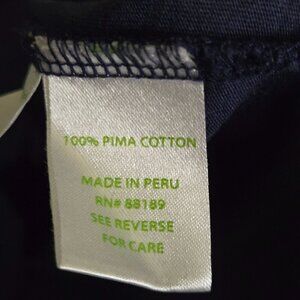 100% PIMA COTTON
MADE IN PERU
RN# 88189
SEE REVERSE
FOR CARE